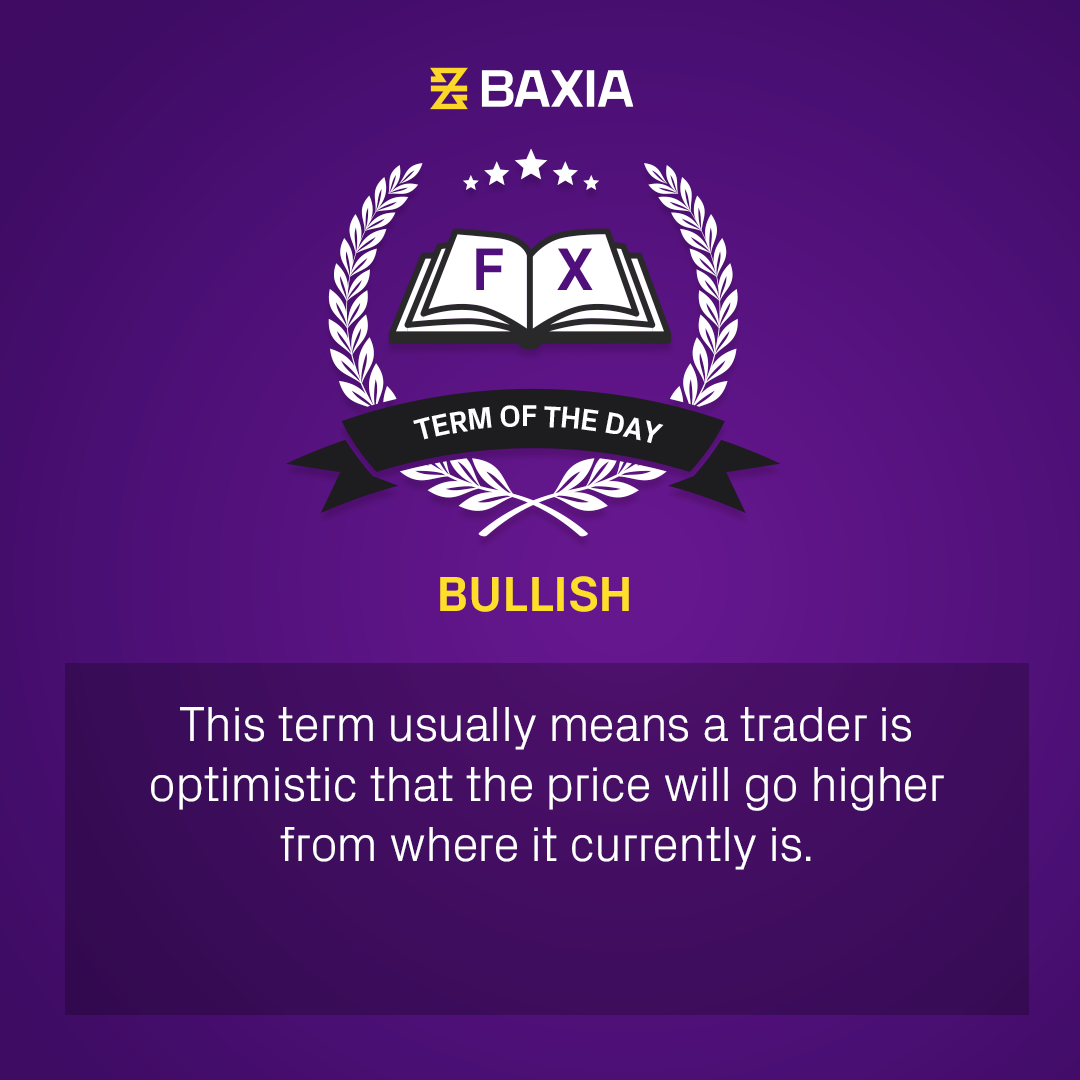 BAXIA
F X
TERM OF THE DAY
BULLISH
This term usually means a trader is
optimistic that the price will go higher
from where it currently is.